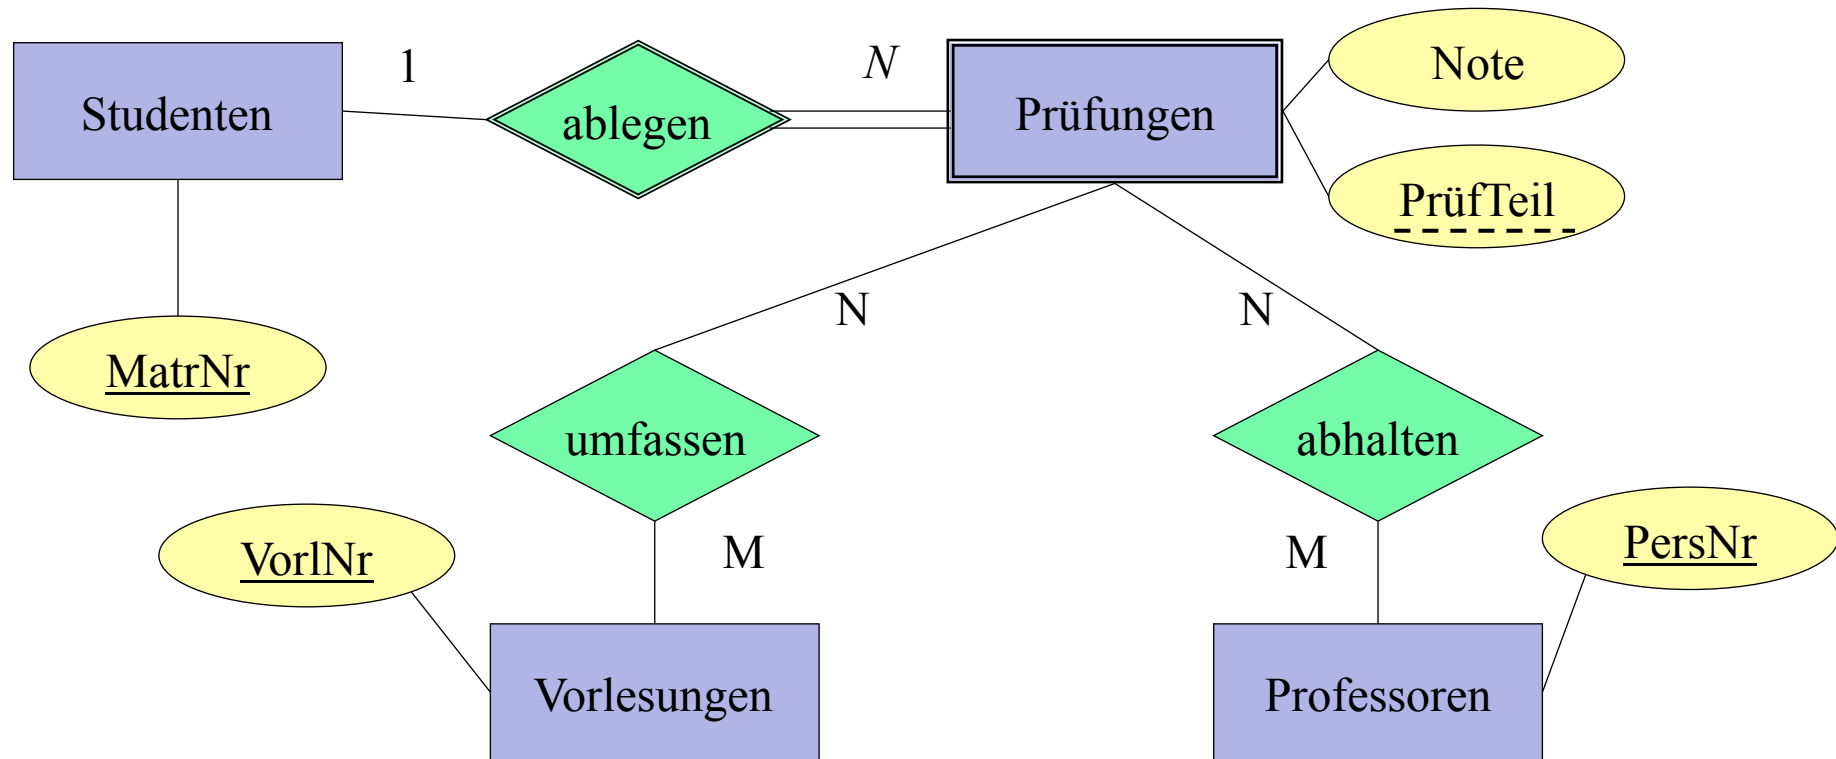 1
N
Note
Studenten
ablegen
Prüfungen
PrüfTeil
N
N
MatrNr
umfassen
abhalten
VorlNr
M
M
PersNr
Vorlesungen
Professoren